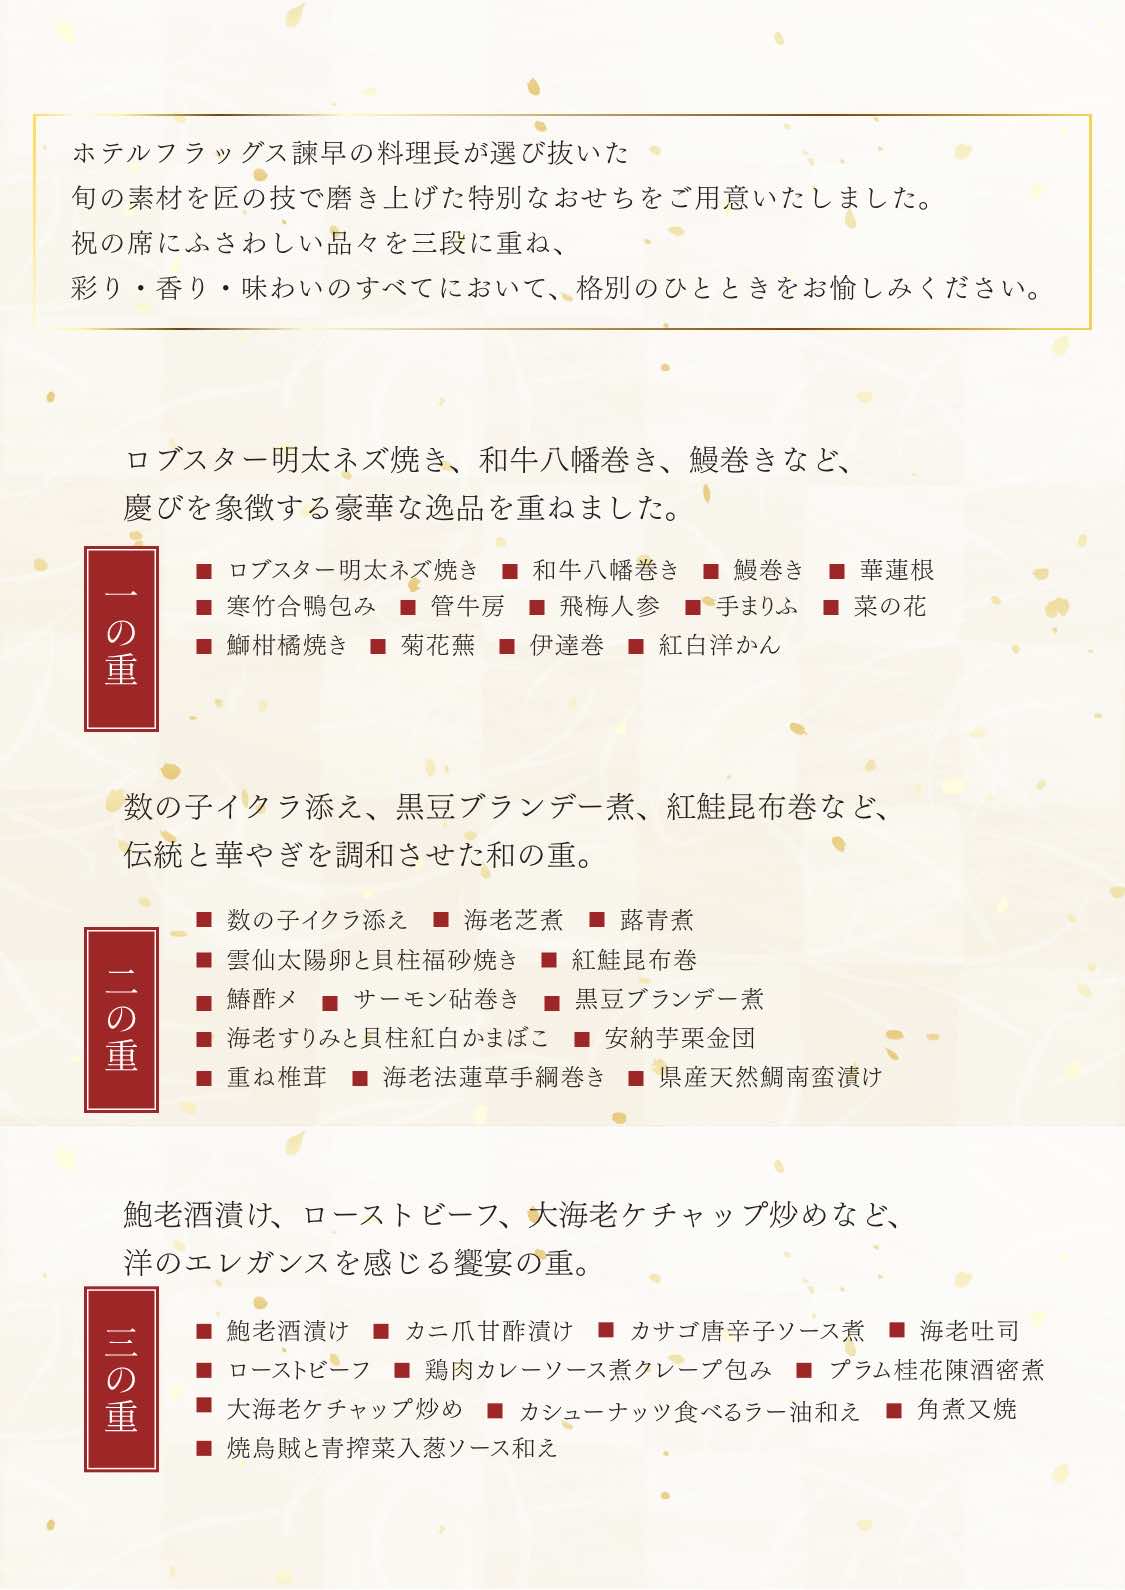 ホテルフラッグス諫早の料理長が選び抜いた
旬の素材を匠の技で磨き上げた特別なおせちをご用意いたしました。
祝の席にふさわしい品々を三段に重ね、
彩り・香り・味わいのすべてにおいて、格別のひとときをお愉しみください。
ロブスター明太ネズ焼き、和牛八幡巻き、鰻巻きなど、
慶びを象徴する豪華な逸品を重ねました。
一の重
■ ロブスター明太ネズ焼き ■ 和牛八幡巻き ■ 鰻巻き ■ 華蓮根
■ 寒竹合鴨包み ■ 管牛房 ■ 飛梅人参 ■ 手まりふ ■ 菜の花
■ 鰤柑橘焼き ■ 菊花蕪 ■ 伊達巻 ■ 紅白洋かん
数の子イクラ添え、黒豆ブランデー煮、紅鮭昆布巻など、
伝統と華やぎを調和させた和の重。
二の重
■ 数の子イクラ添え ■ 海老芝煮 ■ 蕗青煮
■ 雲仙太陽卵と貝柱福砂焼き ■ 紅鮭昆布巻
■ 鰆酢〆 ■ サーモン砧巻き ■ 黒豆ブランデー煮
■ 海老すりみと貝柱紅白かまぼこ ■ 安納芋栗金団
■ 重ね椎茸 ■ 海老法蓮草手綱巻き ■ 県産天然鯛南蛮漬け
鮑老酒漬け、ローストビーフ、大海老ケチャップ炒めなど、
洋のエレガンスを感じる饗宴の重。
三の重
■ 鮑老酒漬け ■ カニ爪甘酢漬け ■ カサゴ唐辛子ソース煮 ■ 海老吐司
■ ローストビーフ ■ 鶏肉カレーソース煮クレープ包み ■ プラム桂花陳酒密煮
■ 大海老ケチャップ炒め ■ カシューナッツ食べるラー油和え ■ 角煮叉焼
■ 焼烏賊と青搾菜入葱ソース和え